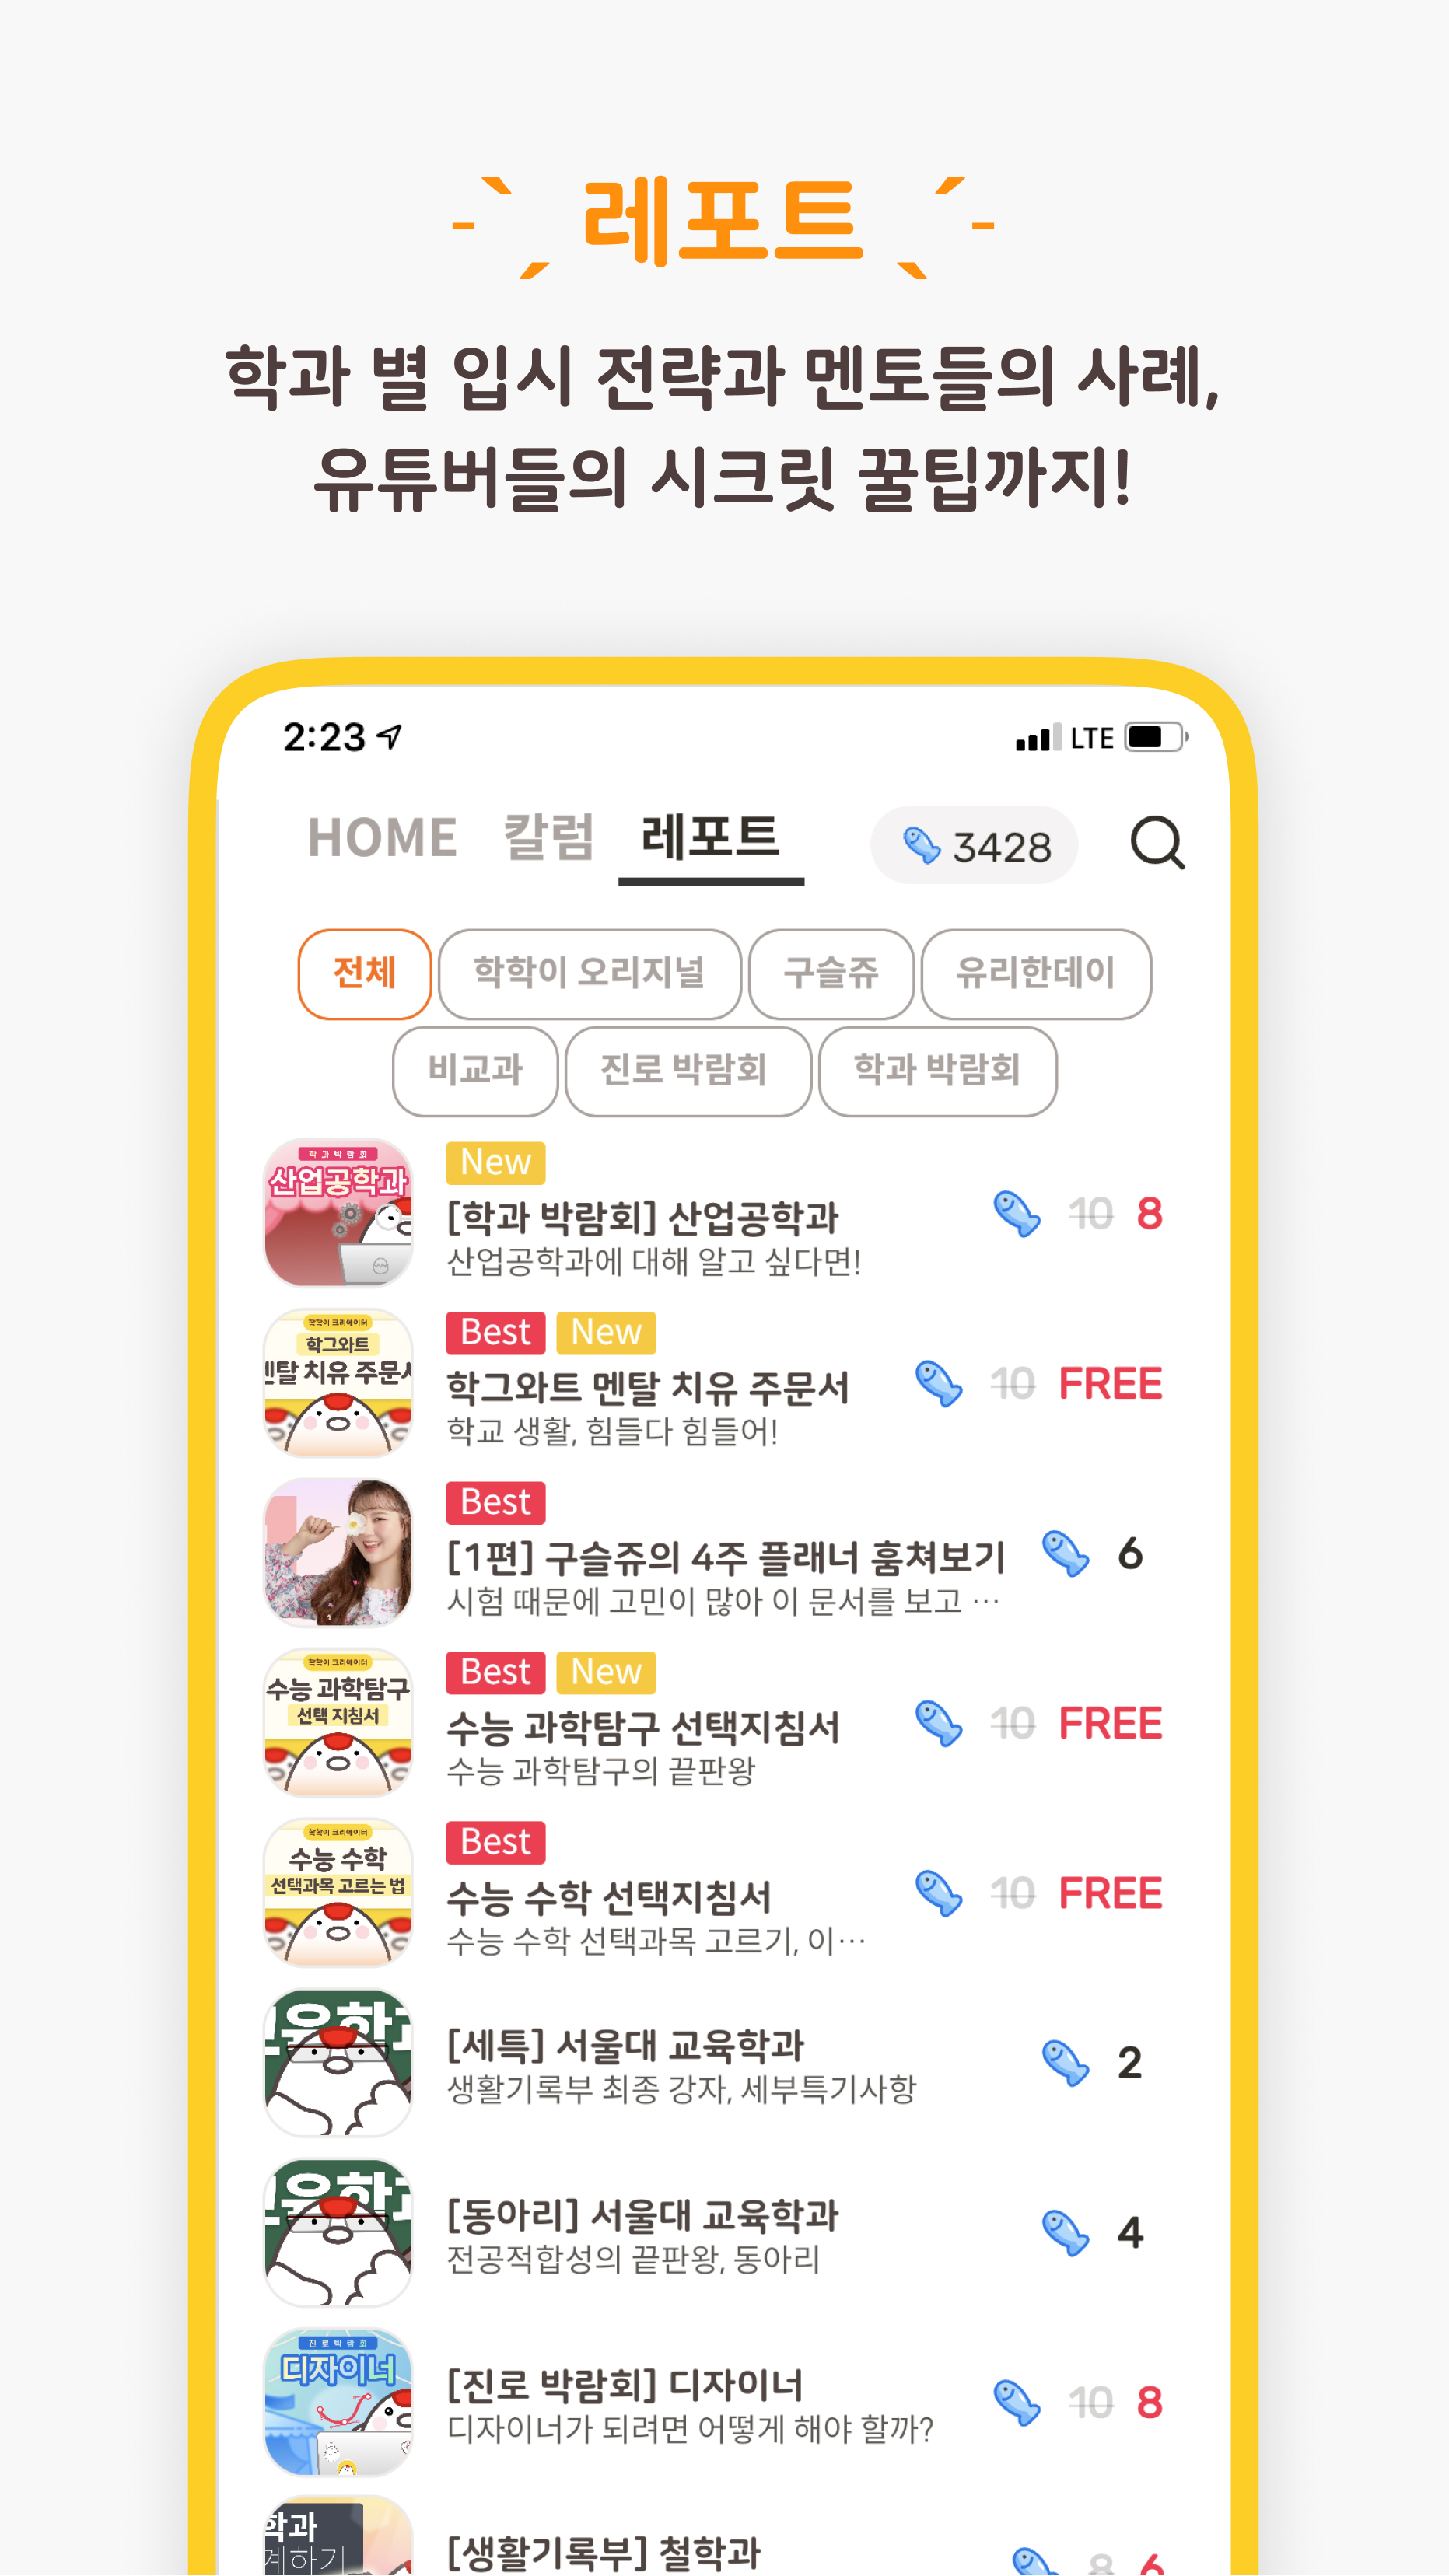 레포트
학과 별 입시 전략과 멘토들의 사례,
유튜버들의 시크릿 꿀팁까지!
2:23 LTE
HOME 칼럼 레포트 3428
전체 학학이 오리지널 구슬쥬 유리한데이
비교과 진로 박람회 학과 박람회
학과박람회
산업공학과
New
[학과 박람회] 산업공학과
산업공학과에 대해 알고 싶다면!
10 8
학학이 크리에이터
학그와트
멘탈 치유 주문서
Best New
학그와트 멘탈 치유 주문서
학교 생활, 힘들다 힘들어!
10 FREE
Best
[1편] 구슬쥬의 4주 플래너 훔쳐보기
시험 때문에 고민이 많아 이 문서를 보고 ···
6
학학이 크리에이터
수능 과학탐구
선택 지침서
Best New
수능 과학탐구 선택지침서
수능 과학탐구의 끝판왕
10 FREE
학학이 크리에이터
수능 수학
선택과목 고르는 법
Best
수능 수학 선택지침서
수능 수학 선택과목 고르기, 이···
10 FREE
[세특] 서울대 교육학과
생활기록부 최종 강자, 세부특기사항
2
[동아리] 서울대 교육학과
전공적합성의 끝판왕, 동아리
4
진로박람회
디자이너
[진로 박람회] 디자이너
디자이너가 되려면 어떻게 해야 할까?
10 8
학과
계하기
[생활기록부] 철학과
8 6